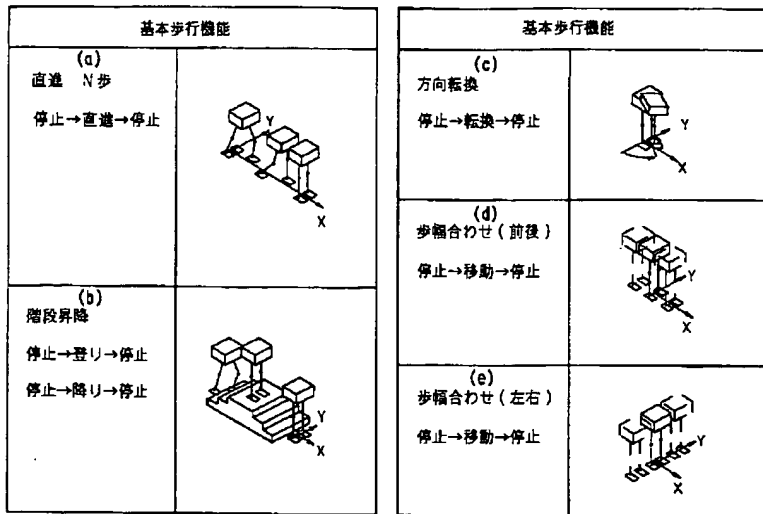 基本歩行機能
(a)
直進 N歩
停止→直進→停止
Y
X
(b)
階段昇降
停止→登り→停止
停止→降り→停止
Y
X
基本歩行機能
(c)
方向転換
停止→転換→停止
Y
X
(d)
歩幅合わせ(前後)
停止→移動→停止
Y
X
(e)
歩幅合わせ(左右)
停止→移動→停止
Y
X